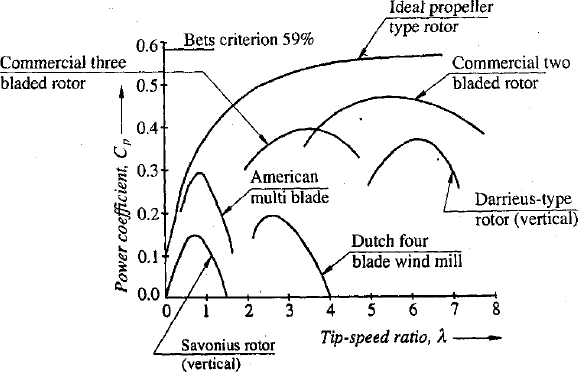 Ideal propeller
type rotor
Bets criterion 59%
Commercial three
bladed rotor
Commercial two
bladed rotor
American
multi blade
Darrieus-type
rotor (vertical)
Dutch four
blade wind mill
Savonius rotor
(vertical)
Power coefficient, Cp
0.6
0.5
0.4
0.3
0.2
0.1
0.0
0 1 2 3 4 5 6 7 8
Tip-speed ratio, λ